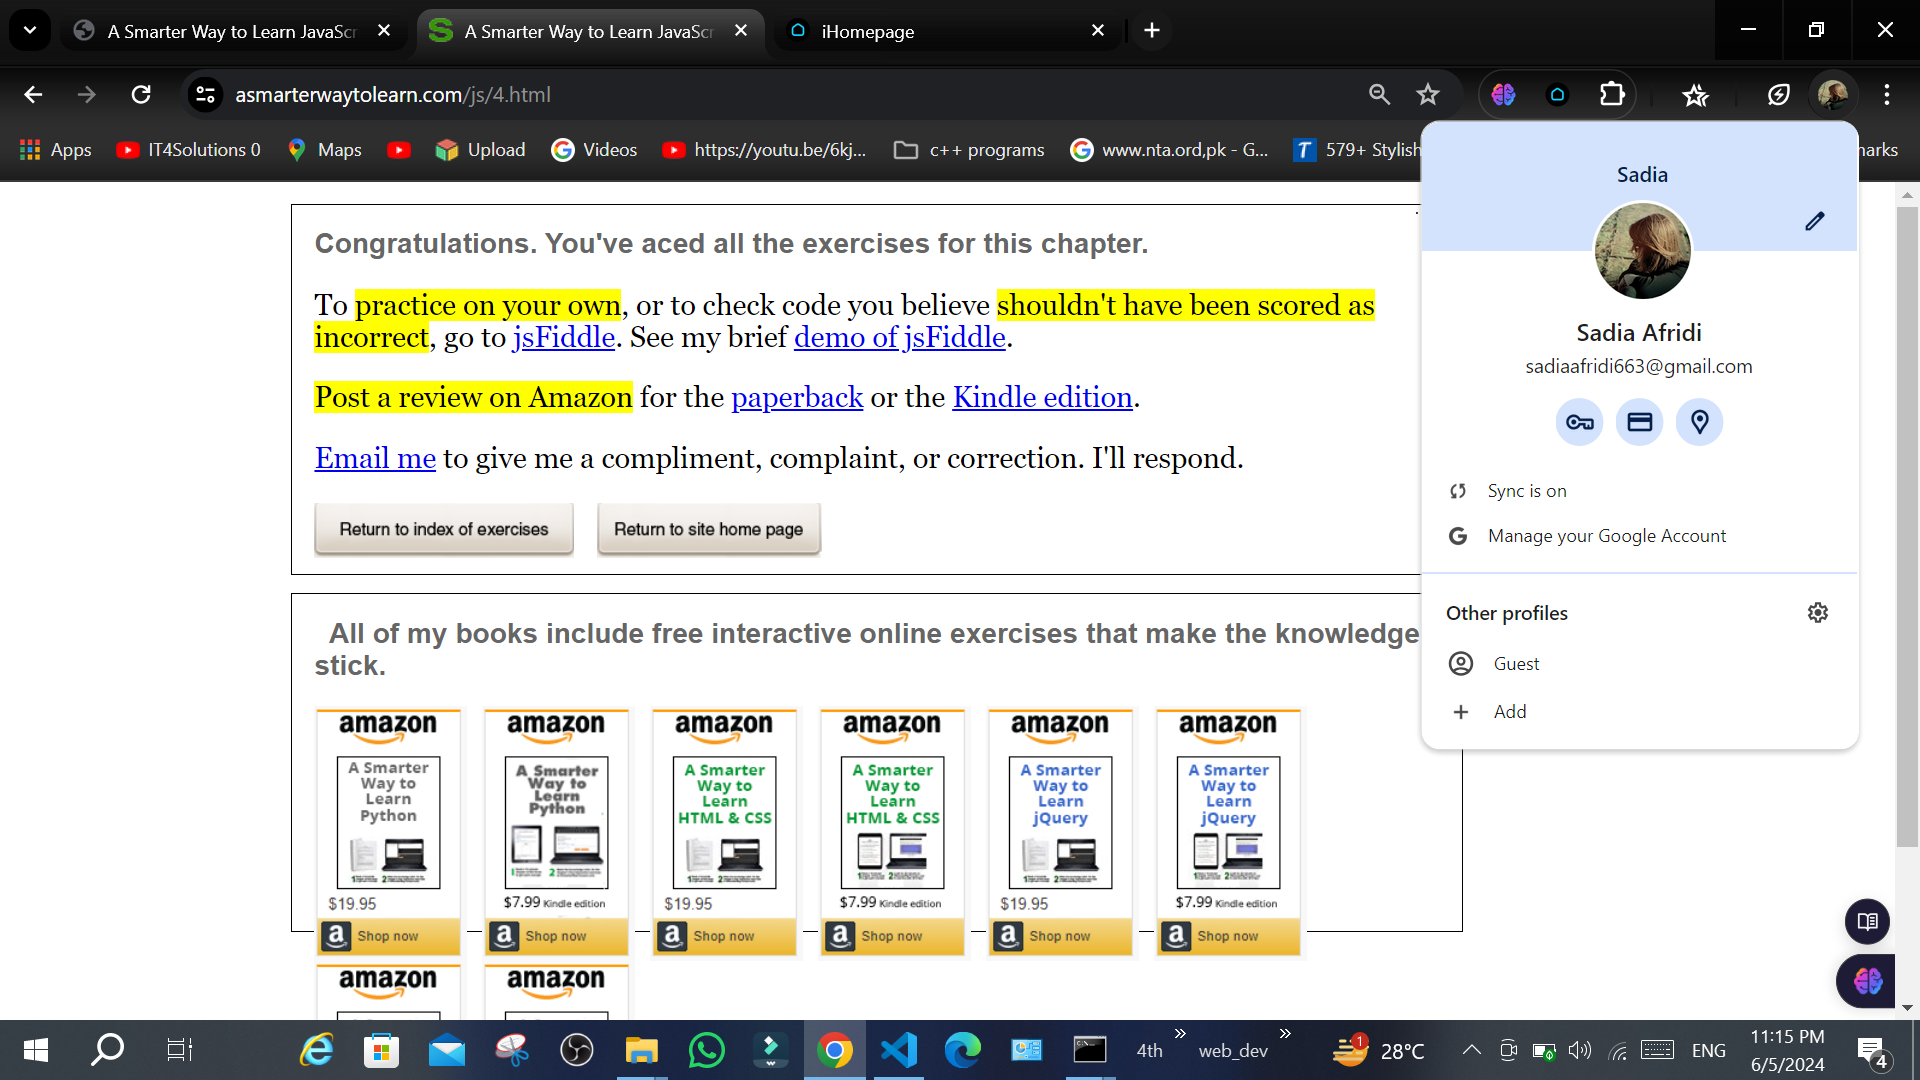 A Smarter Way to Learn JavaScr
A Smarter Way to Learn JavaScr
iHomepage
asmarterwaytolearn.com/js/4.html
Apps
IT4Solutions 0
Maps
Upload
Videos
https://youtu.be/6kj...
c++ programs
www.nta.ord,pk - G...
579+ Stylish
narks
Congratulations. You've aced all the exercises for this chapter.
To practice on your own, or to check code you believe shouldn't have been scored as
incorrect, go to jsFiddle. See my brief demo of jsFiddle.
Post a review on Amazon for the paperback or the Kindle edition.
Email me to give me a compliment, complaint, or correction. I'll respond.
Return to index of exercises
Return to site home page
All of my books include free interactive online exercises that make the knowledge
stick.
amazon
A Smarter
Way to
Learn
Python
$19.95
Shop now
amazon
A Smarter
Way to
Learn
Python
$7.99 Kindle edition
Shop now
amazon
A Smarter
Way to
Learn
HTML & CSS
$19.95
Shop now
amazon
A Smarter
Way to
Learn
HTML & CSS
$7.99 Kindle edition
Shop now
amazon
A Smarter
Way to
Learn
jQuery
$19.95
Shop now
amazon
A Smarter
Way to
Learn
jQuery
$7.99 Kindle edition
Shop now
amazon
amazon
Sadia
Sadia Afridi
sadiaafridi663@gmail.com
Sync is on
Manage your Google Account
Other profiles
Guest
Add
4th
web_dev
1
28°C
ENG
11:15 PM
6/5/2024
4